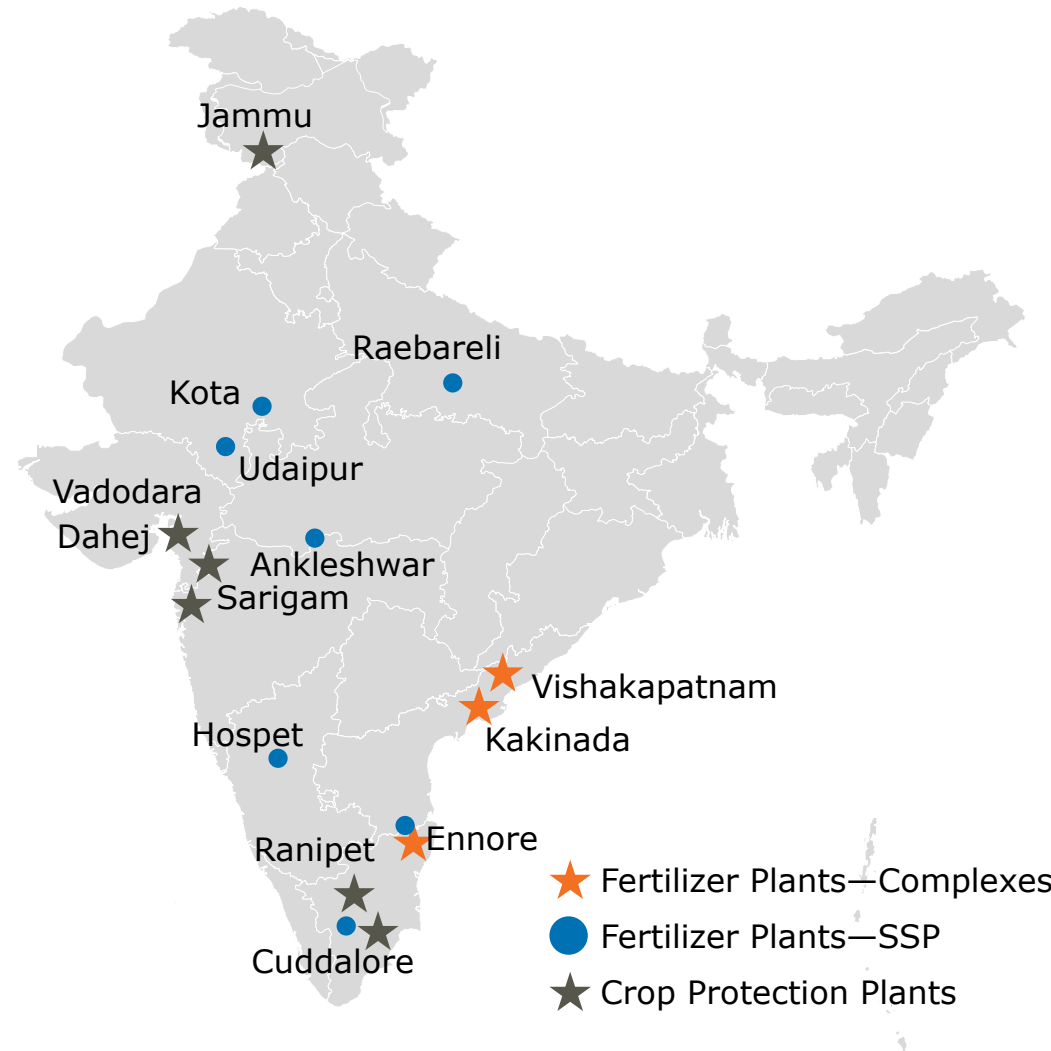 Jammu
Raebareli
Kota
Udaipur
Vadodara
Dahej
Ankleshwar
Sarigam
Vishakapatnam
Hospet
Kakinada
Ennore
Ranipet
Cuddalore
Fertilizer Plants—Complexes
Fertilizer Plants—SSP
Crop Protection Plants